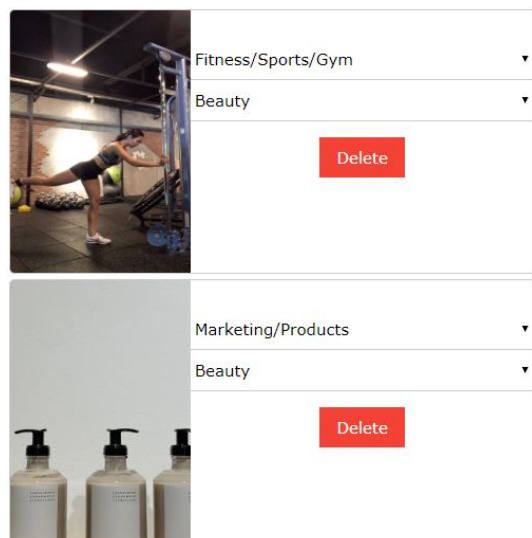 Fitness/Sports/Gym
Beauty
Delete
Marketing/Products
Beauty
Delete